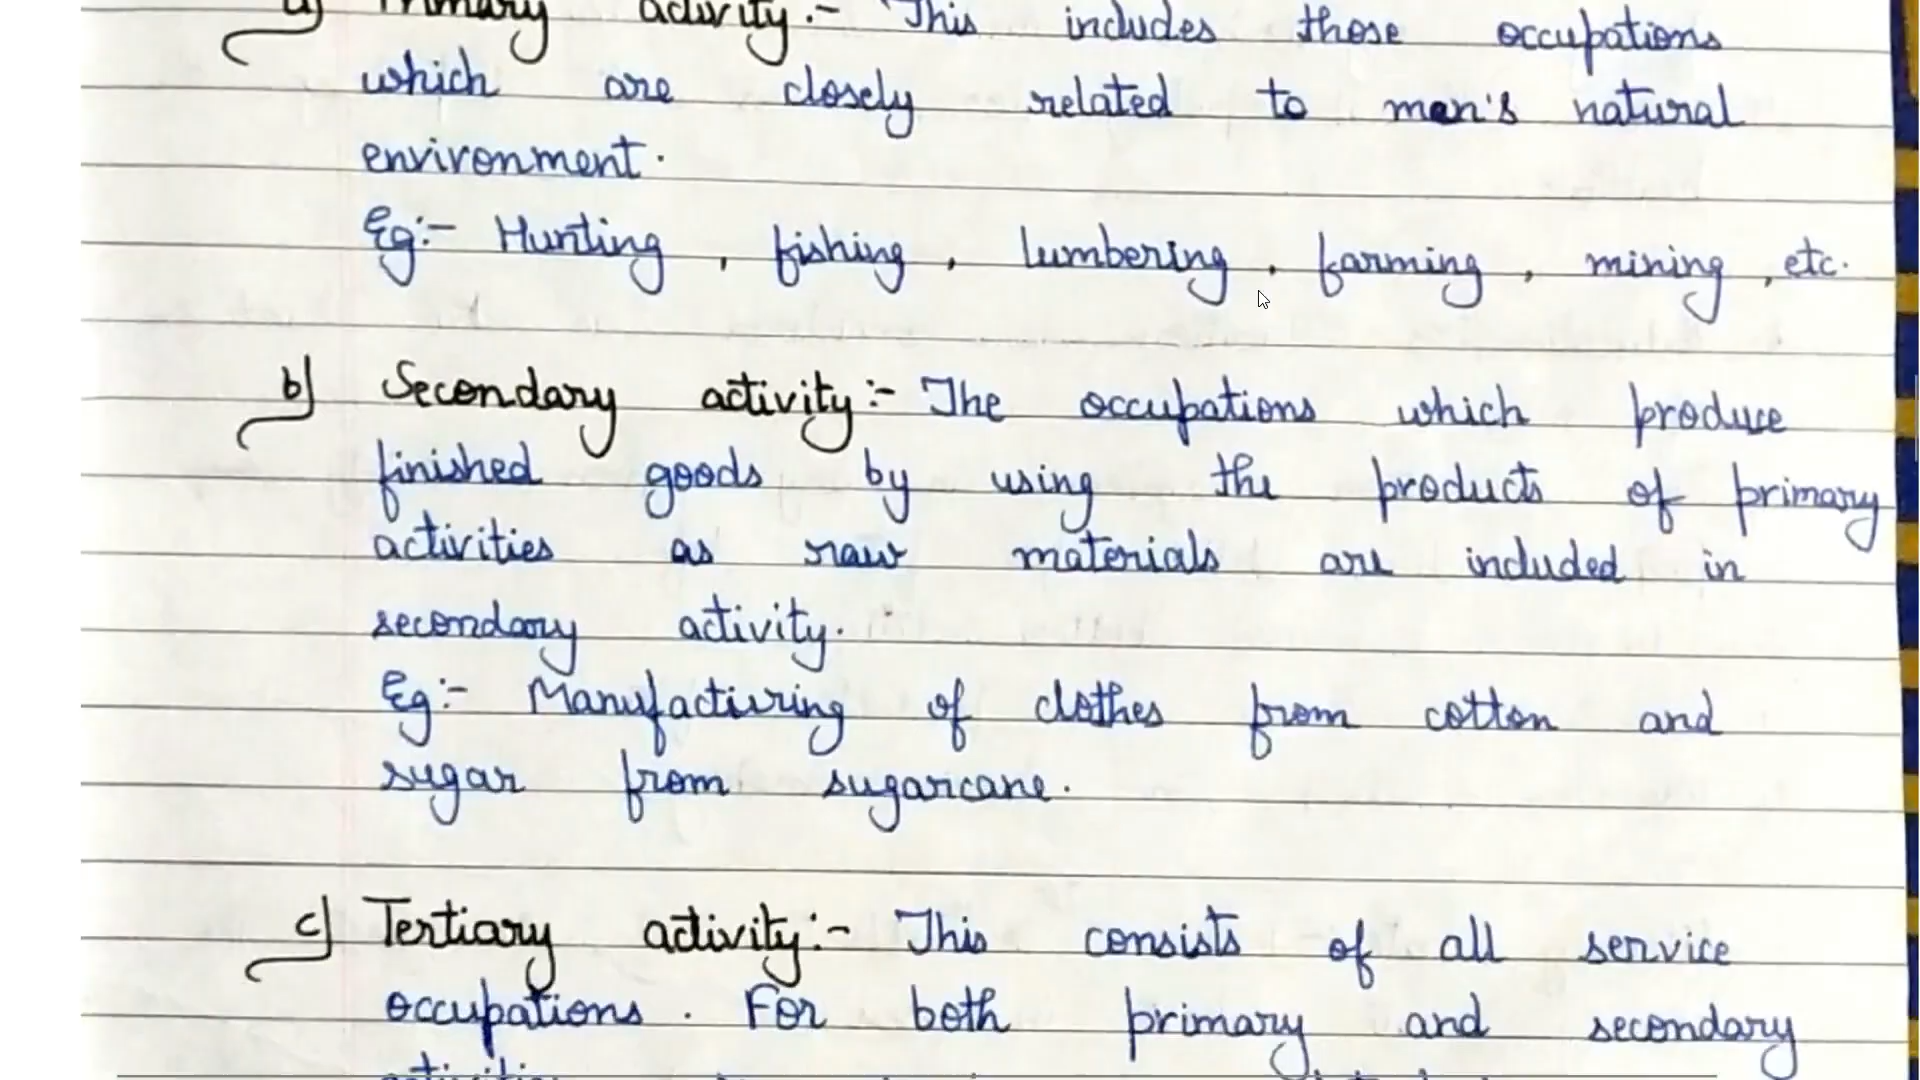 a) Primary activity :- This includes those occupations
which are closely related to man's natural
environment.
Eg:- Hunting , fishing , lumbering , farming , mining , etc.
b) Secondary activity :- The occupations which produce
finished goods by using the products of primary
activities as raw materials are included in
secondary activity.
Eg:- Manufacturing of clothes from cotton and
sugar from sugarcane.
c) Tertiary activity :- This consists of all service
occupations . For both primary and secondary
activities